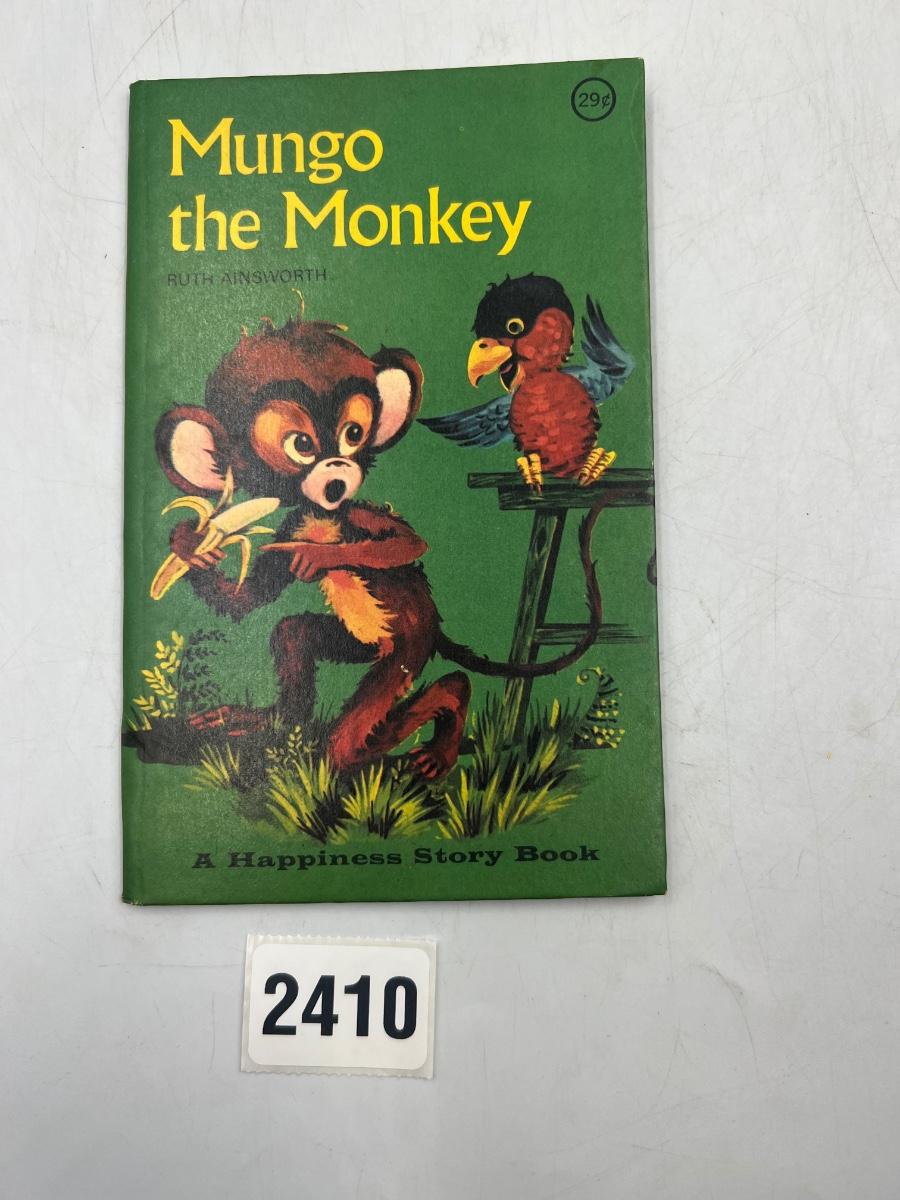 29¢
Mungo
the Monkey
RUTH AINSWORTH
A Happiness Story Book
2410